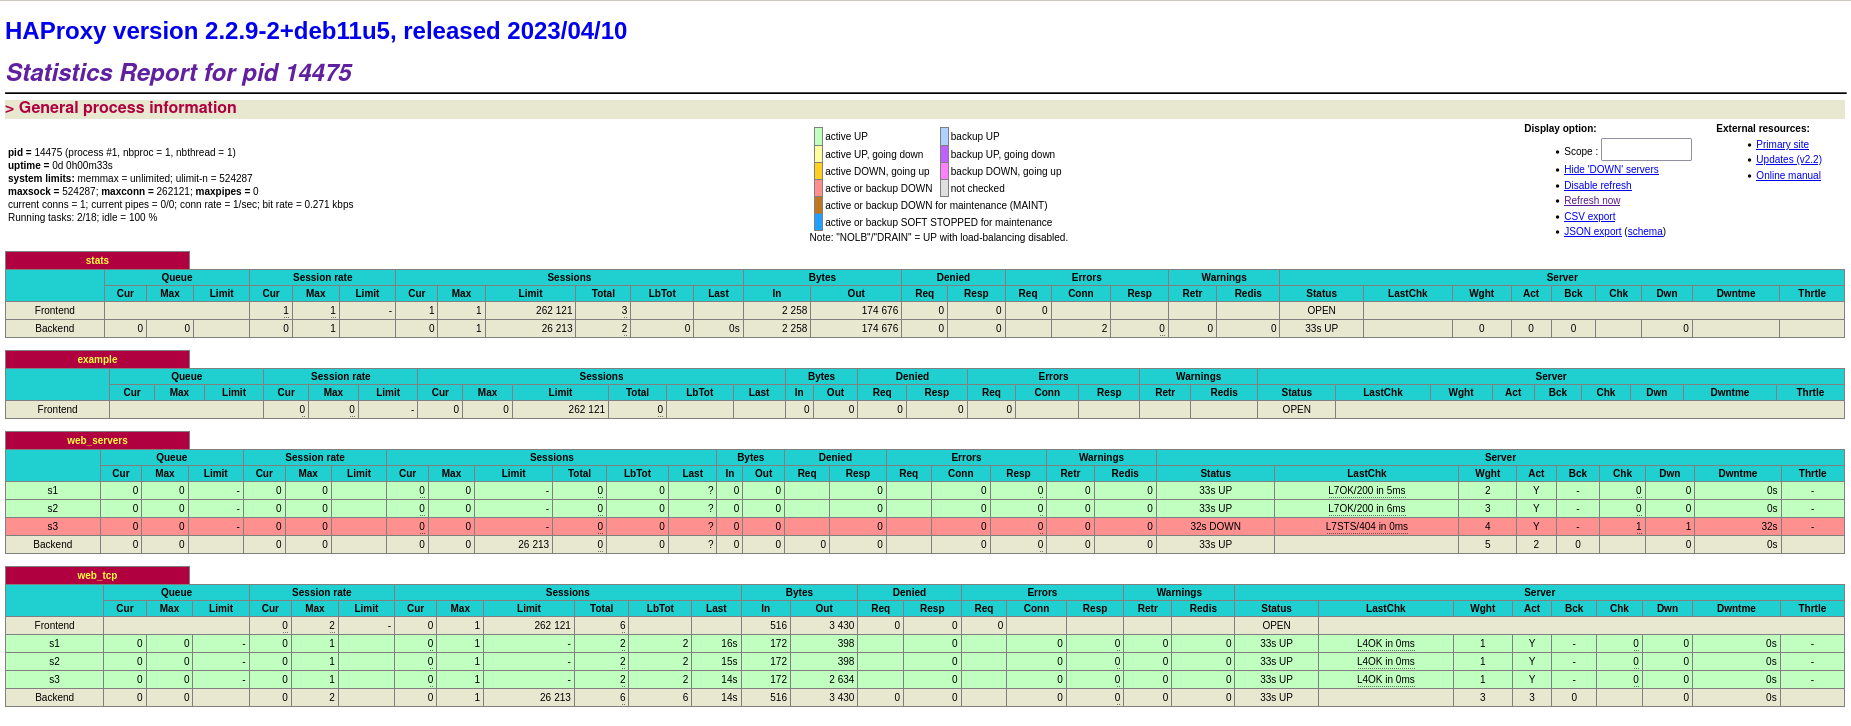 HAProxy version 2.2.9-2+deb11u5, released 2023/04/10
Statistics Report for pid 14475
> General process information
pid = 14475 (process #1, nbproc = 1, nbthread = 1)
uptime = 0d 0h00m33s
system limits: memmax = unlimited; ulimit-n = 524287
maxsock = 524287; maxconn = 262121; maxpipes = 0
current conns = 1; current pipes = 0/0; conn rate = 1/sec; bit rate = 0.271 kbps
Running tasks: 2/18; idle = 100 %
active UP backup UP
active UP, going down backup UP, going down
active DOWN, going up backup DOWN, going up
active or backup DOWN not checked
active or backup DOWN for maintenance (MAINT)
active or backup SOFT STOPPED for maintenance
Note: "NOLB"/"DRAIN" = UP with load-balancing disabled.
Display option:
• Scope :
• Hide 'DOWN' servers
• Disable refresh
• Refresh now
• CSV export
• JSON export (schema)
External resources:
• Primary site
• Updates (v2.2)
• Online manual
stats
Queue Session rate Sessions Bytes Denied Errors Warnings Server
Cur Max Limit Cur Max Limit Cur Max Limit Total LbTot Last In Out Req Resp Req Conn Resp Retr Redis Status LastChk Wght Act Bck Chk Dwn Dwntme Thrtle
Frontend 1 1 - 1 1 262 121 3 2 258 174 676 0 0 0 OPEN
Backend 0 0 0 1 0 1 26 213 2 0 0s 2 258 174 676 0 0 2 0 0 0 33s UP 0 0 0 0
example
Queue Session rate Sessions Bytes Denied Errors Warnings Server
Cur Max Limit Cur Max Limit Cur Max Limit Total LbTot Last In Out Req Resp Req Conn Resp Retr Redis Status LastChk Wght Act Bck Chk Dwn Dwntme Thrtle
Frontend 0 0 - 0 0 262 121 0 0 0 0 0 0 OPEN
web_servers
Queue Session rate Sessions Bytes Denied Errors Warnings Server
Cur Max Limit Cur Max Limit Cur Max Limit Total LbTot Last In Out Req Resp Req Conn Resp Retr Redis Status LastChk Wght Act Bck Chk Dwn Dwntme Thrtle
s1 0 0 - 0 0 0 0 - 0 0 ? 0 0 0 0 0 0 0 33s UP L7OK/200 in 5ms 2 Y - 0 0 0s -
s2 0 0 - 0 0 0 0 - 0 0 ? 0 0 0 0 0 0 0 33s UP L7OK/200 in 6ms 3 Y - 0 0 0s -
s3 0 0 - 0 0 0 0 - 0 0 ? 0 0 0 0 0 0 0 32s DOWN L7STS/404 in 0ms 4 Y - 1 1 32s -
Backend 0 0 0 0 0 0 26 213 0 0 ? 0 0 0 0 0 0 0 0 33s UP 5 2 0 0 0s
web_tcp
Queue Session rate Sessions Bytes Denied Errors Warnings Server
Cur Max Limit Cur Max Limit Cur Max Limit Total LbTot Last In Out Req Resp Req Conn Resp Retr Redis Status LastChk Wght Act Bck Chk Dwn Dwntme Thrtle
Frontend 0 2 - 0 1 262 121 6 516 3 430 0 0 0 OPEN
s1 0 0 - 0 1 0 1 - 2 2 16s 172 398 0 0 0 0 0 33s UP L4OK in 0ms 1 Y - 0 0 0s -
s2 0 0 - 0 1 0 1 - 2 2 15s 172 398 0 0 0 0 0 33s UP L4OK in 0ms 1 Y - 0 0 0s -
s3 0 0 - 0 1 0 1 - 2 2 14s 172 2 634 0 0 0 0 0 33s UP L4OK in 0ms 1 Y - 0 0 0s -
Backend 0 0 0 2 0 1 26 213 6 6 14s 516 3 430 0 0 0 0 0 0 33s UP 3 3 0 0 0s